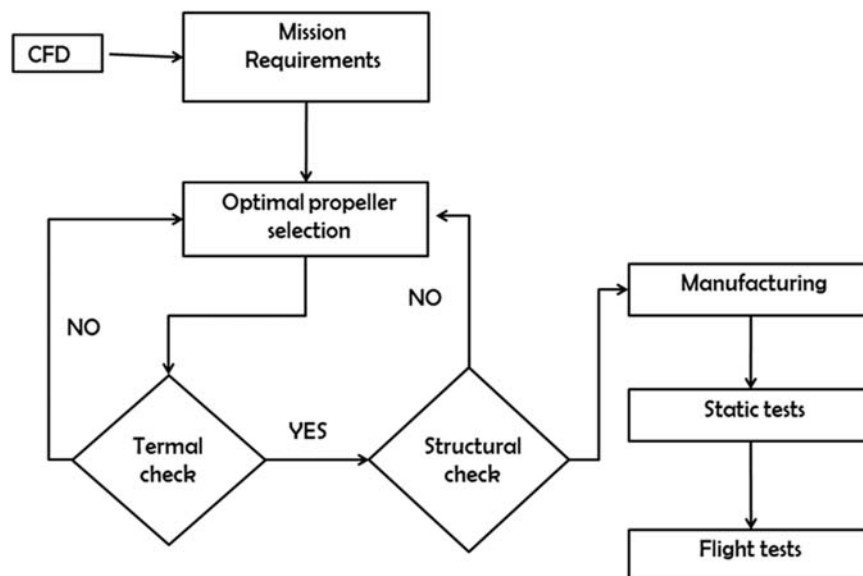 CFD
Mission
Requirements
Optimal propeller
selection
NO
NO
Manufacturing
Static tests
Flight tests
Termal
check
YES
Structural
check